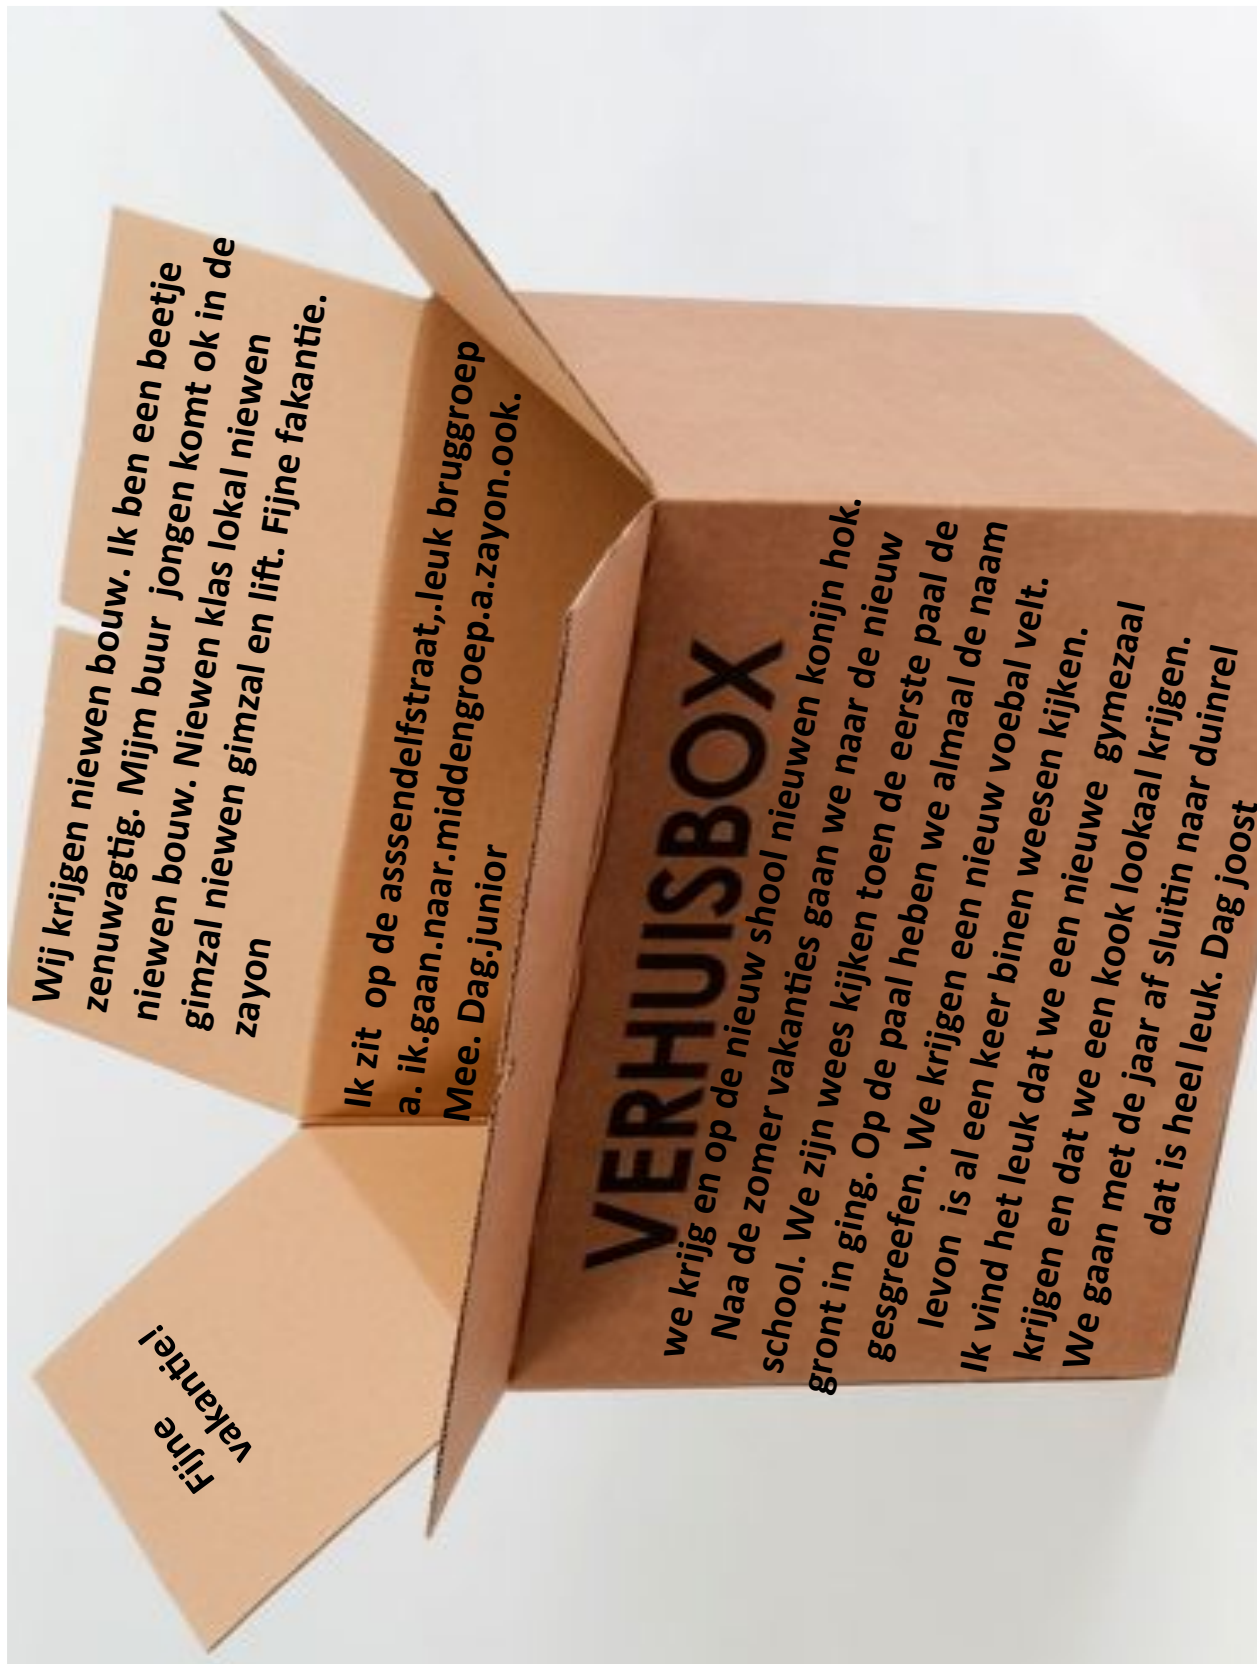 Wij krijgen niewen bouw. Ik ben een beetje
zenuwagtig. Mijm buur jongen komt ok in de
niewen bouw. Niewen klas lokal niewen
gimzal niewen gimzal en lift. Fijne fakantie.
zayon
Ik zit op de asssendelfstraat,.leuk bruggroep
a. ik.gaan.naar.middengroep.a.zayon.ook.
Mee. Dag.junior
Fijne
vakantie!
VERHUISBOX
we krijg en op de nieuw shool nieuwen konijn hok.
Naa de zomer vakanties gaan we naar de nieuw
school. We zijn wees kijken toen de eerste paal de
gront in ging. Op de paal heben we almaal de naam
gesgreefen. We krijgen een nieuw voebal velt.
levon is al een keer binen weesen kijken.
Ik vind het leuk dat we een nieuwe gymezaal
krijgen en dat we een kook lookaal krijgen.
We gaan met de jaar af sluitin naar duinrel
dat is heel leuk. Dag joost